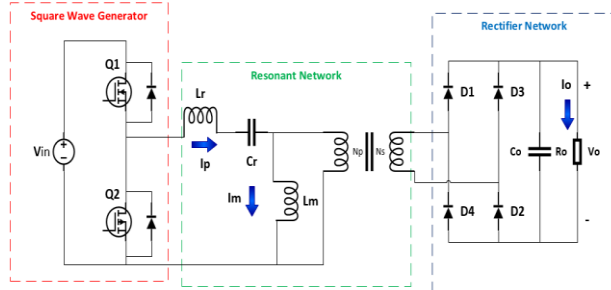 Square Wave Generator
Rectifier Network
Resonant Network
Q1
Lr
D1
D3
Io
+
Vin
Ip
Cr
Np
Ns
Co
Ro
Vo
Q2
Im
Lm
D4
D2
-